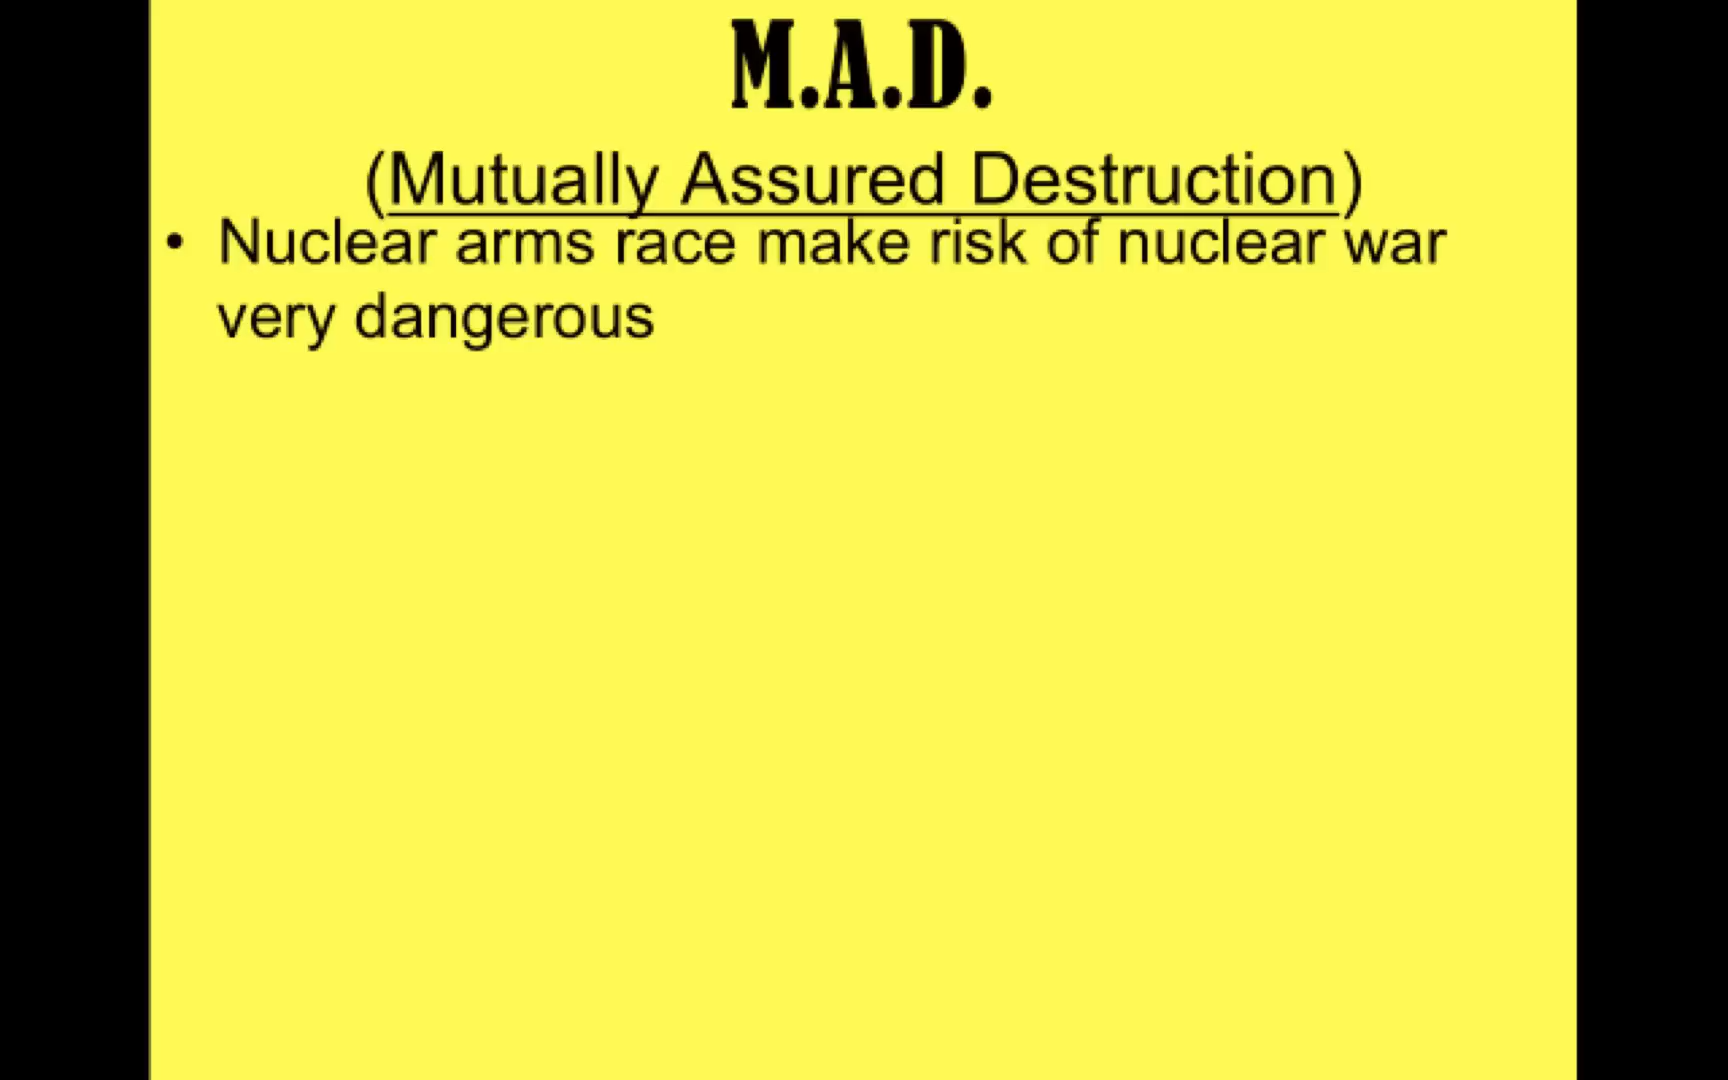 M.A.D.
(Mutually Assured Destruction)
• Nuclear arms race make risk of nuclear war
very dangerous